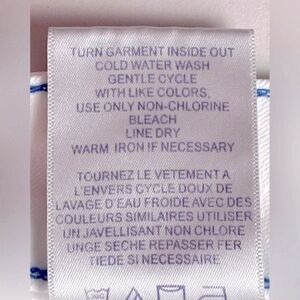 TURN GARMENT INSIDE OUT
COLD WATER WASH
GENTLE CYCLE
WITH LIKE COLORS,
USE ONLY NON-CHLORINE
BLEACH
LINE DRY
WARM IRON IF NECESSARY
TOURNEZ LE VETEMENT A
L'ENVERS CYCLE DOUX DE
LAVAGE D'EAU FROIDE AVEC DES
COULEURS SIMILAIRES UTILISER
UN JAVELLISANT NON CHLORE
UNGE SECHE REPASSER FER
TIEDE SI NECESSAIRE